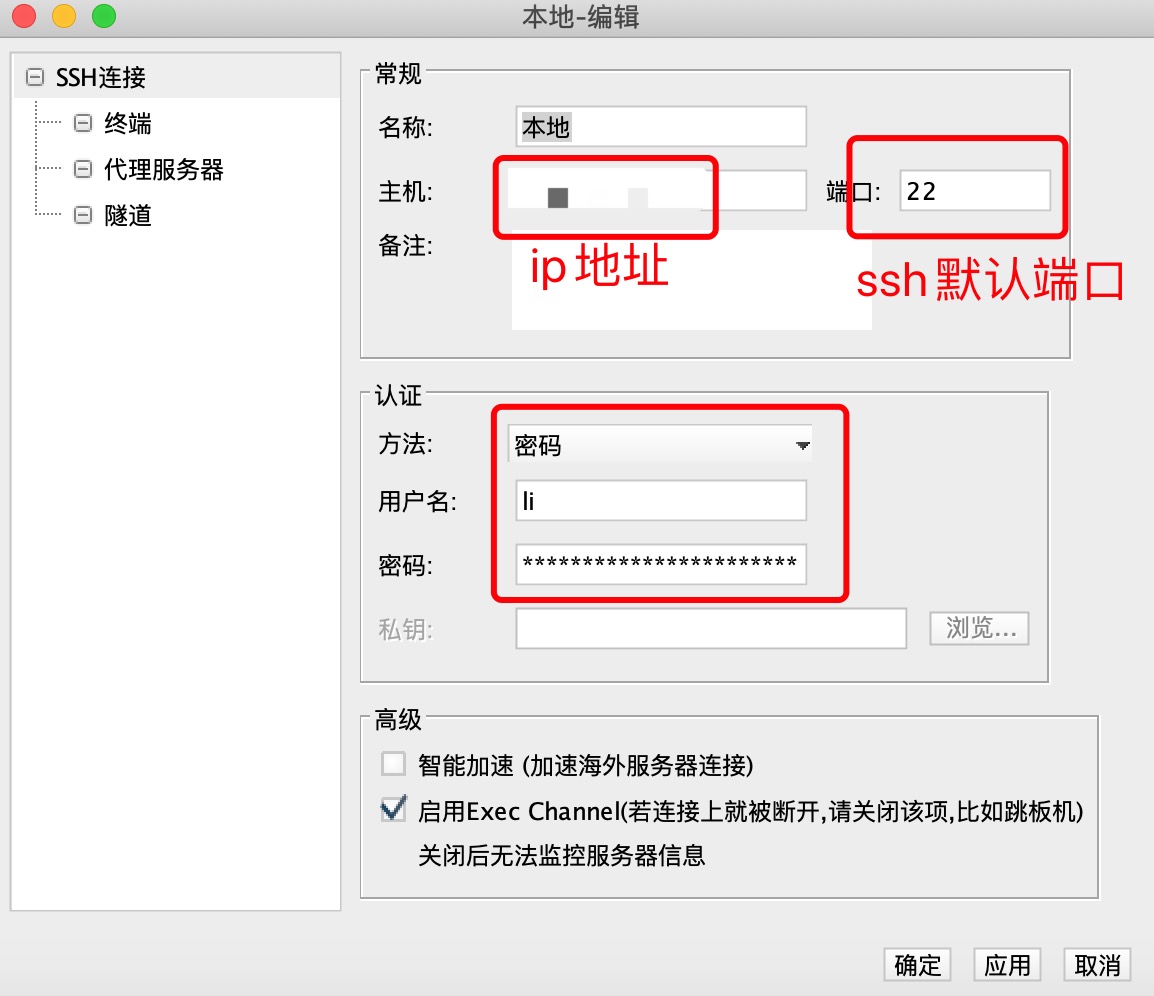 本地-编辑
SSH连接
终端
代理服务器
隧道
常规
名称: 本地
主机: 端口: 22
备注:
ip地址
ssh默认端口
认证
方法: 密码
用户名: li
密码: ***********************
私钥: 浏览...
高级
智能加速 (加速海外服务器连接)
启用Exec Channel(若连接上就被断开,请关闭该项,比如跳板机)
关闭后无法监控服务器信息
确定 应用 取消